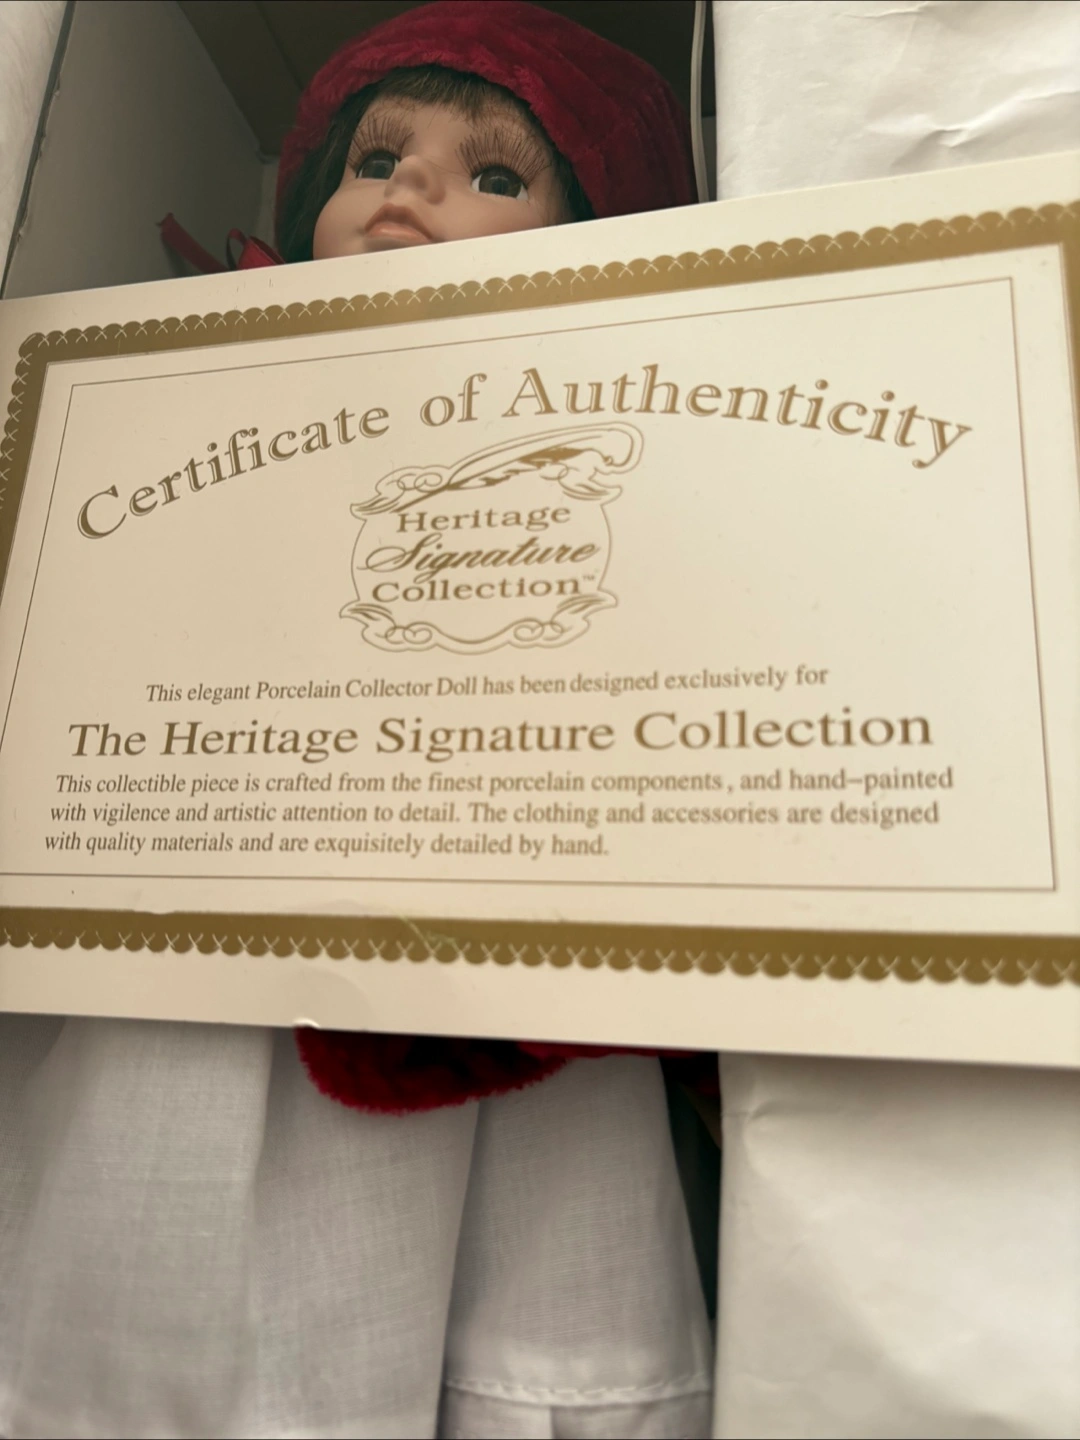 Certificate of Authenticity
Heritage
Signature
Collection™
This elegant Porcelain Collector Doll has been designed exclusively for
The Heritage Signature Collection
This collectible piece is crafted from the finest porcelain components, and hand-painted
with vigilence and artistic attention to detail. The clothing and accessories are designed
with quality materials and are exquisitely detailed by hand.